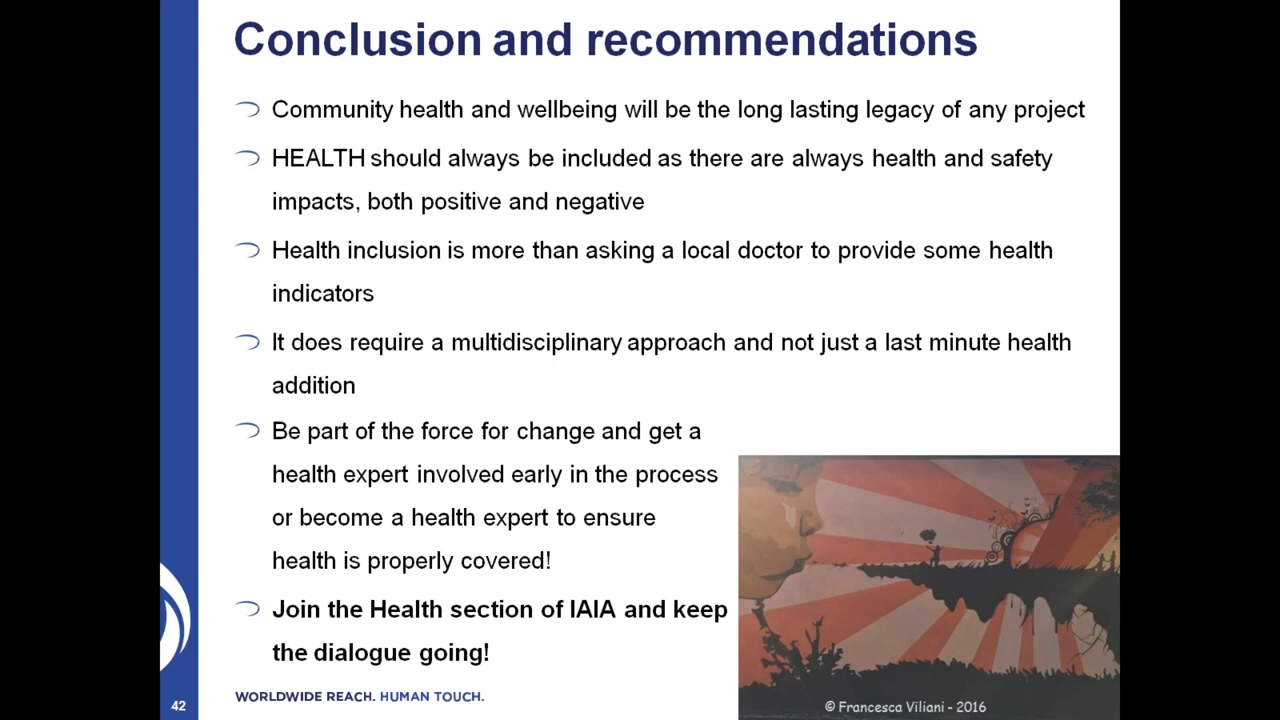 Conclusion and recommendations
Community health and wellbeing will be the long lasting legacy of any project
HEALTH should always be included as there are always health and safety
impacts, both positive and negative
Health inclusion is more than asking a local doctor to provide some health
indicators
It does require a multidisciplinary approach and not just a last minute health
addition
Be part of the force for change and get a
health expert involved early in the process
or become a health expert to ensure
health is properly covered!
Join the Health section of IAIA and keep
the dialogue going!
WORLDWIDE REACH. HUMAN TOUCH.
42
© Francesca Viliani - 2016